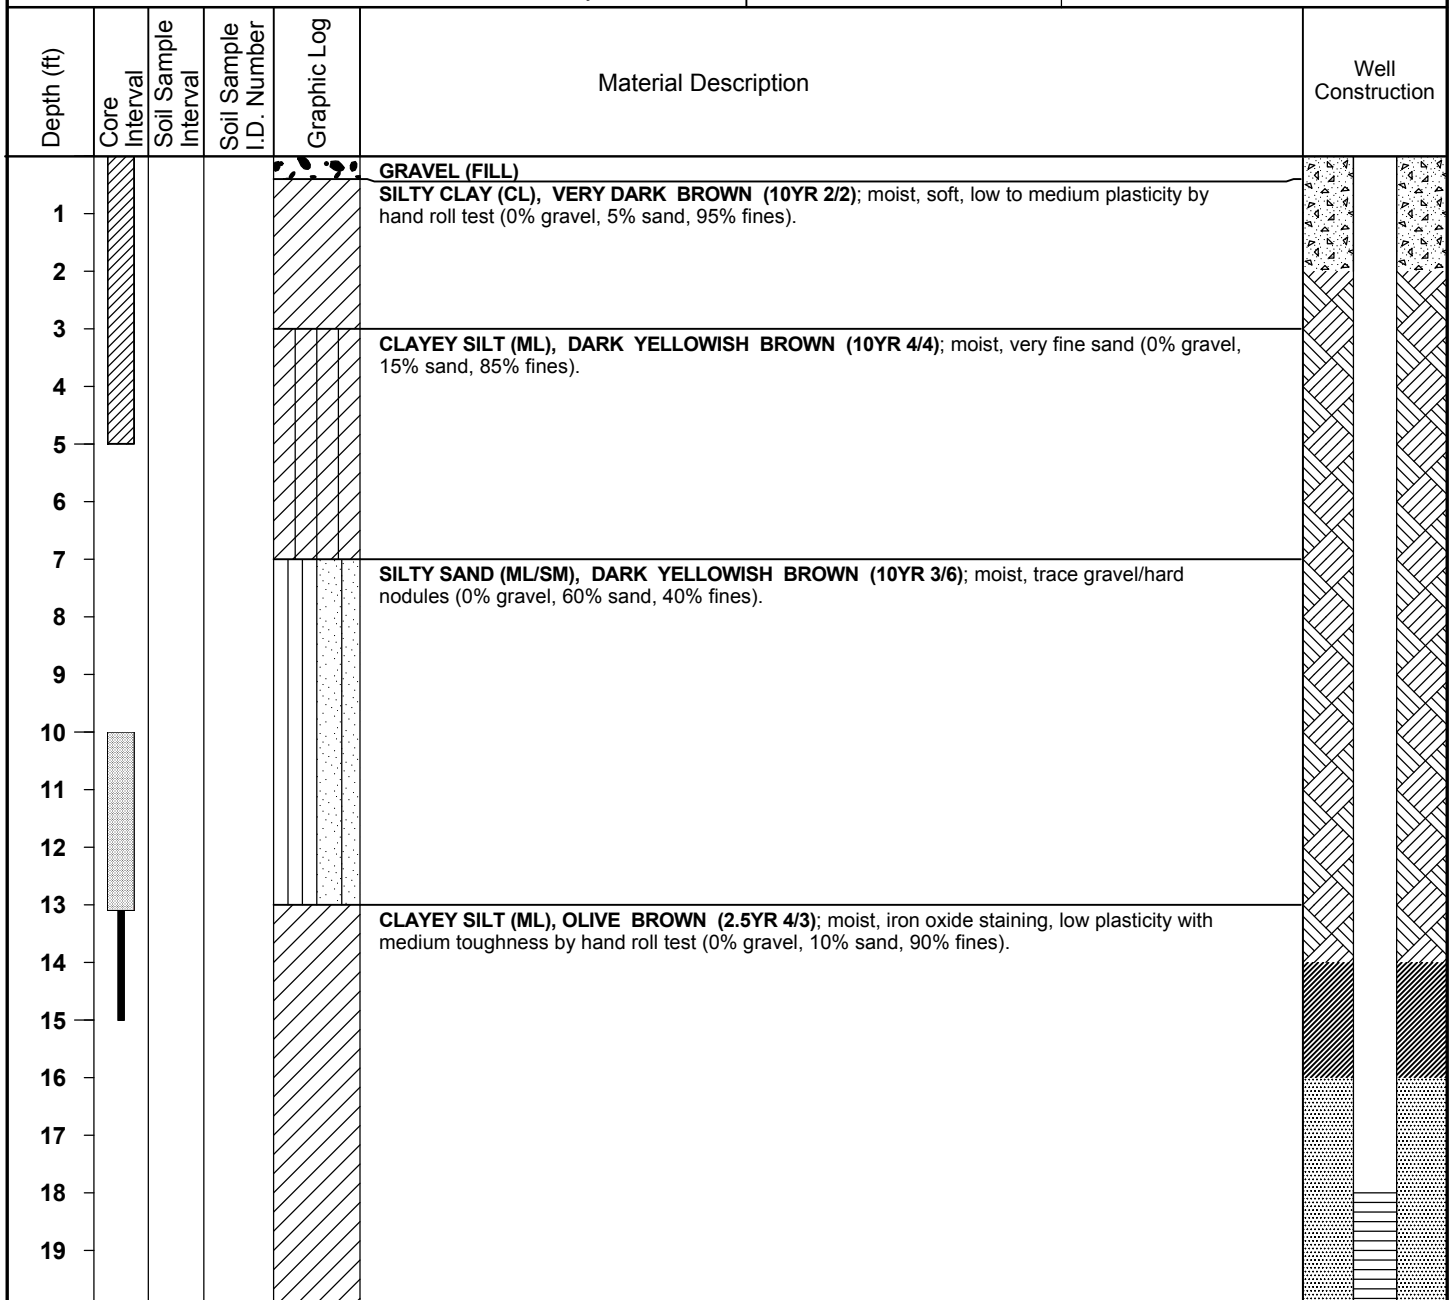 Depth (ft)
Core
Interval
Soil Sample
Interval
Soil Sample
I.D. Number
Graphic Log
Material Description
Well
Construction
GRAVEL (FILL)
SILTY CLAY (CL), VERY DARK BROWN (10YR 2/2); moist, soft, low to medium plasticity by
hand roll test (0% gravel, 5% sand, 95% fines).
1
2
3
CLAYEY SILT (ML), DARK YELLOWISH BROWN (10YR 4/4); moist, very fine sand (0% gravel,
15% sand, 85% fines).
4
5
6
7
SILTY SAND (ML/SM), DARK YELLOWISH BROWN (10YR 3/6); moist, trace gravel/hard
nodules (0% gravel, 60% sand, 40% fines).
8
9
10
11
12
13
CLAYEY SILT (ML), OLIVE BROWN (2.5YR 4/3); moist, iron oxide staining, low plasticity with
medium toughness by hand roll test (0% gravel, 10% sand, 90% fines).
14
15
16
17
18
19